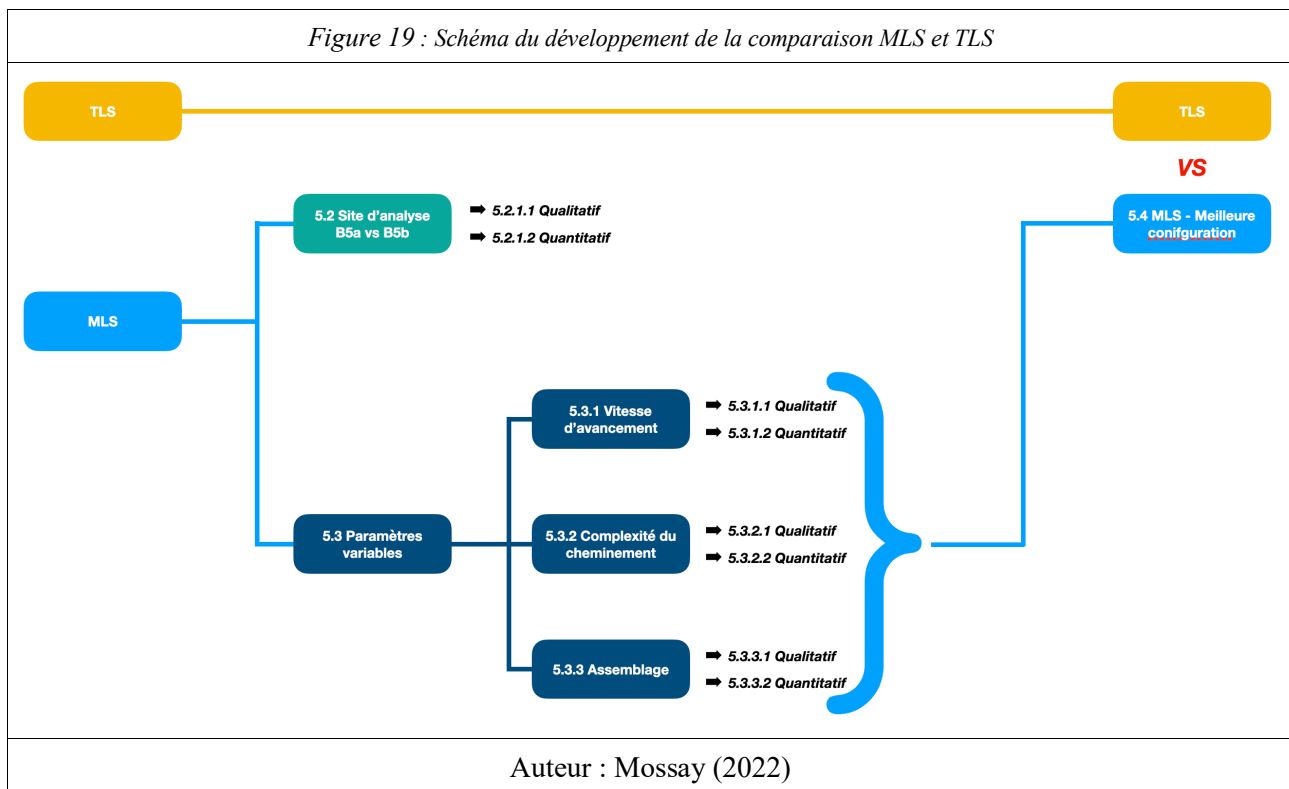 Figure 19 : Schéma du développement de la comparaison MLS et TLS
TLS
TLS
VS
5.2 Site d'analyse
B5a vs B5b
➡ 5.2.1.1 Qualitatif
➡ 5.2.1.2 Quantitatif
5.4 MLS - Meilleure
conifguration
MLS
5.3.1 Vitesse
d'avancement
➡ 5.3.1.1 Qualitatif
➡ 5.3.1.2 Quantitatif
5.3 Paramètres
variables
5.3.2 Complexité du
cheminement
➡ 5.3.2.1 Qualitatif
➡ 5.3.2.2 Quantitatif
5.3.3 Assemblage
➡ 5.3.3.1 Qualitatif
➡ 5.3.3.2 Quantitatif
Auteur : Mossay (2022)